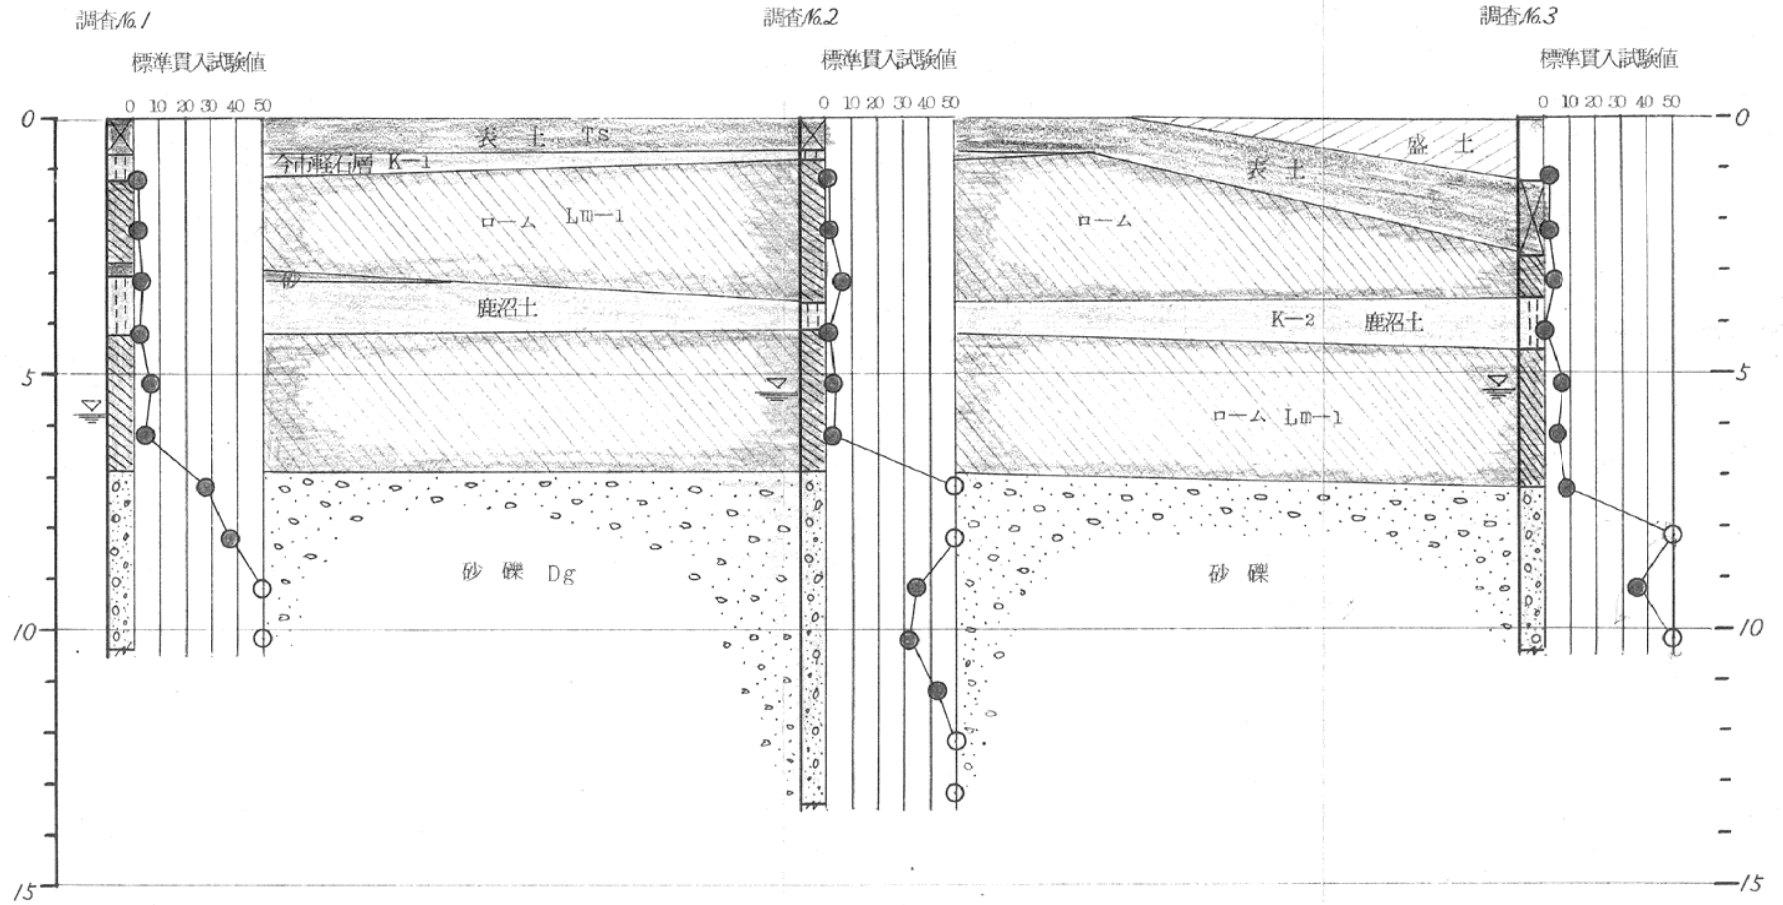 調査№1
調査№2
調査№3
標準貫入試験値
標準貫入試験値
標準貫入試験値
0 10 20 30 40 50
0 10 20 30 40 50
0 10 20 30 40 50
0
0
表土 TS
盛土
今市軽石層 K-1
表土
ローム Lm-1
ローム
砂
鹿沼土
K-2 鹿沼土
5
5
ローム Lm-1
砂礫 Dg
砂礫
10
10
15
15